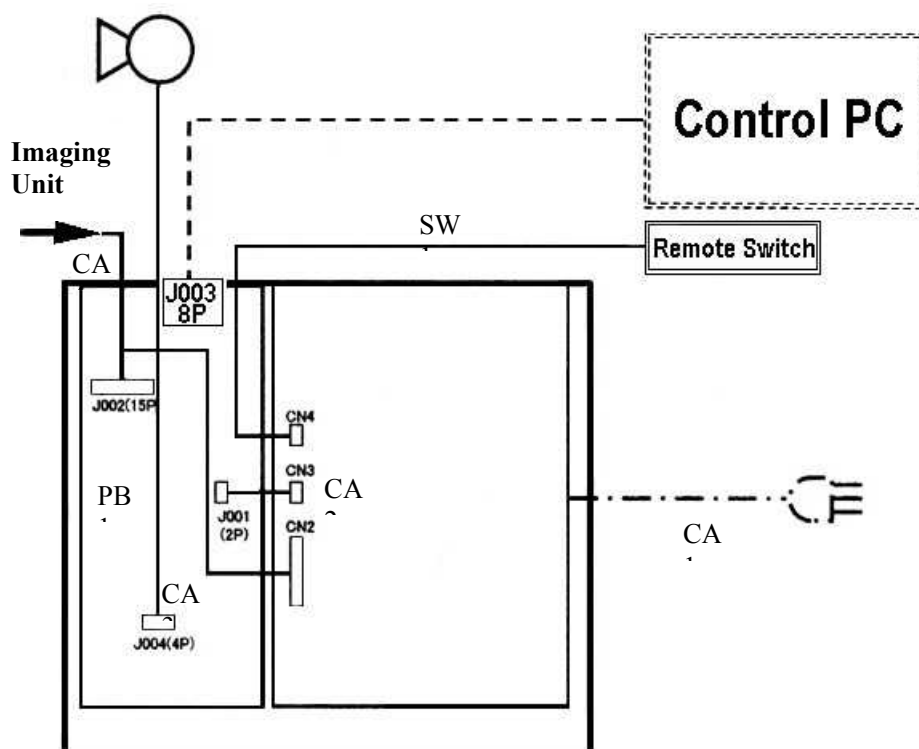 Control PC
Imaging
Unit
SW
Remote Switch
CA
J003
8P
J002(15P
CN4
CN3
CA
PB
J001
(2P)
CN2
CA
CA
J004(4P)